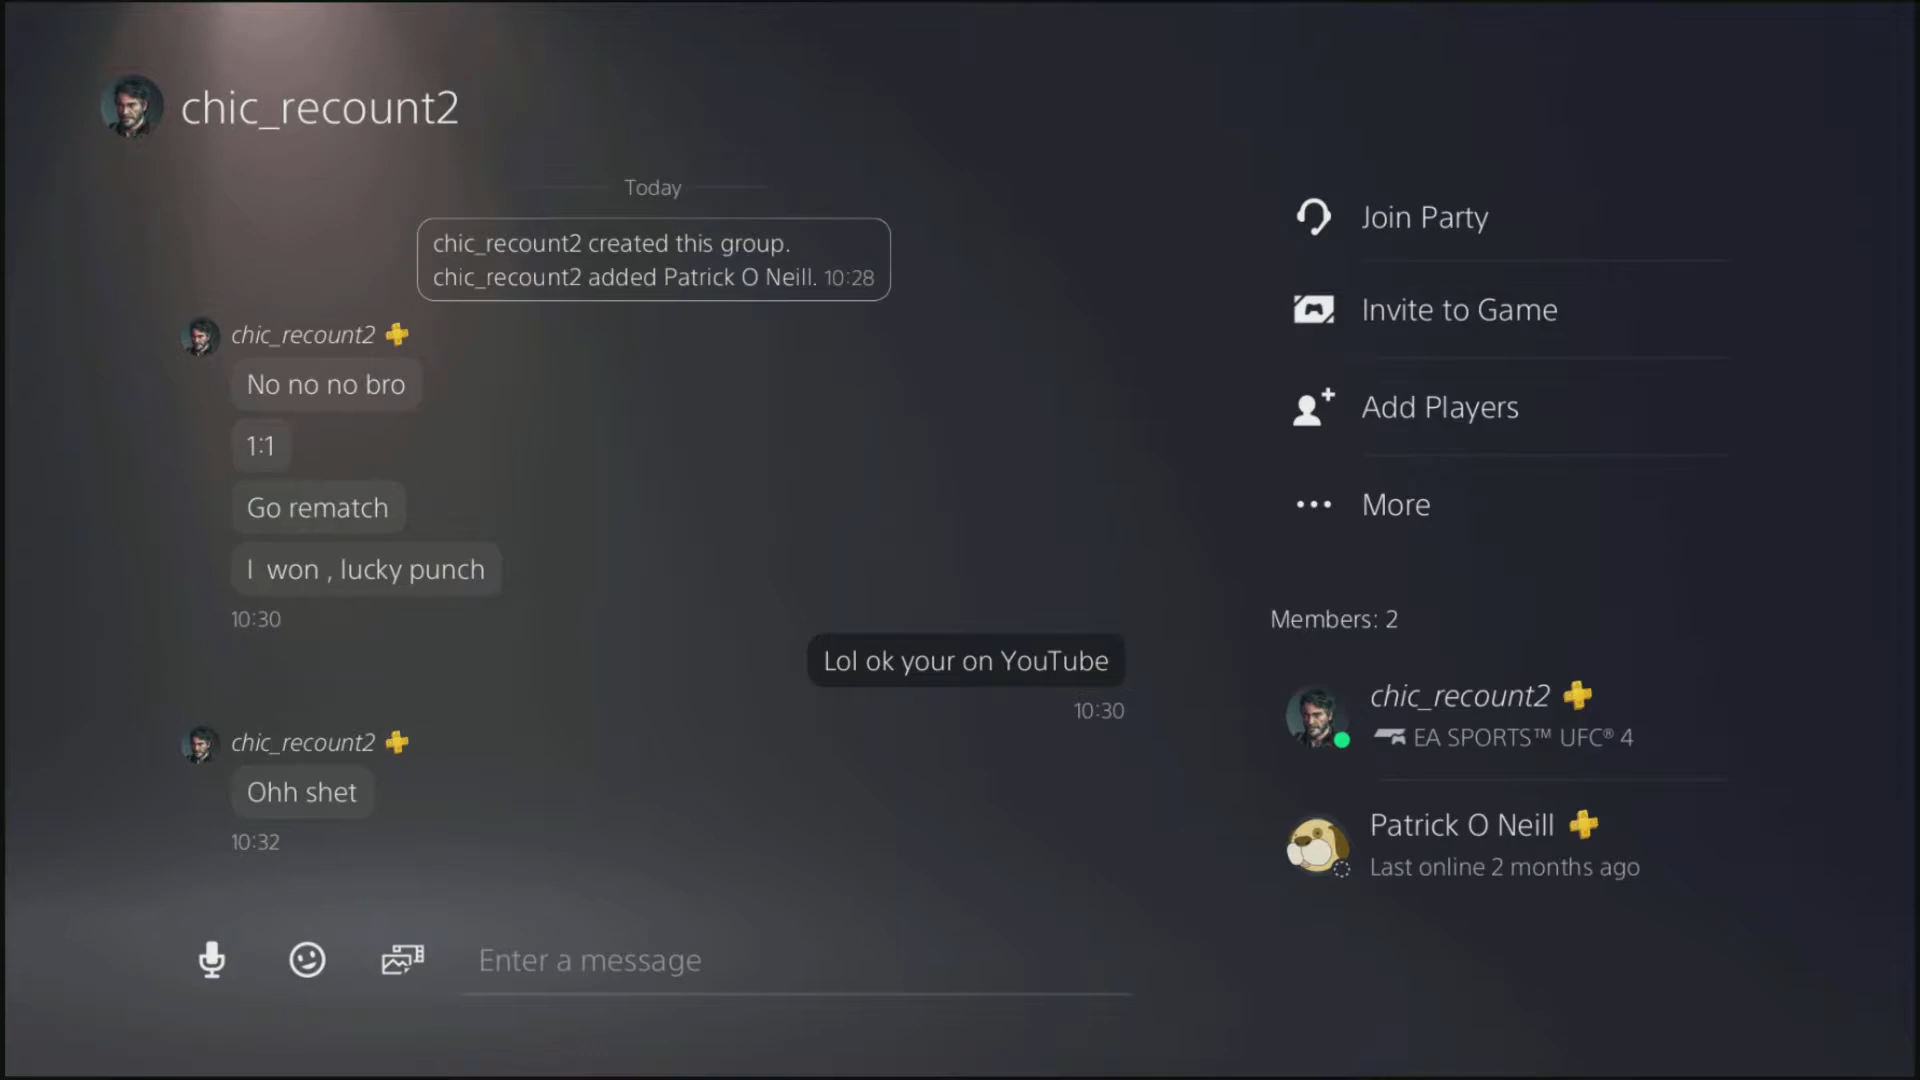 chic_recount2
Today
chic_recount2 created this group.
chic_recount2 added Patrick O Neill. 10:28
chic_recount2
No no no bro
1:1
Go rematch
I  won , lucky punch
10:30
Lol ok your on YouTube
10:30
chic_recount2
Ohh shet
10:32
Enter a message
Join Party
Invite to Game
Add Players
More
Members: 2
chic_recount2
EA SPORTS™ UFC® 4
Patrick O Neill
Last online 2 months ago